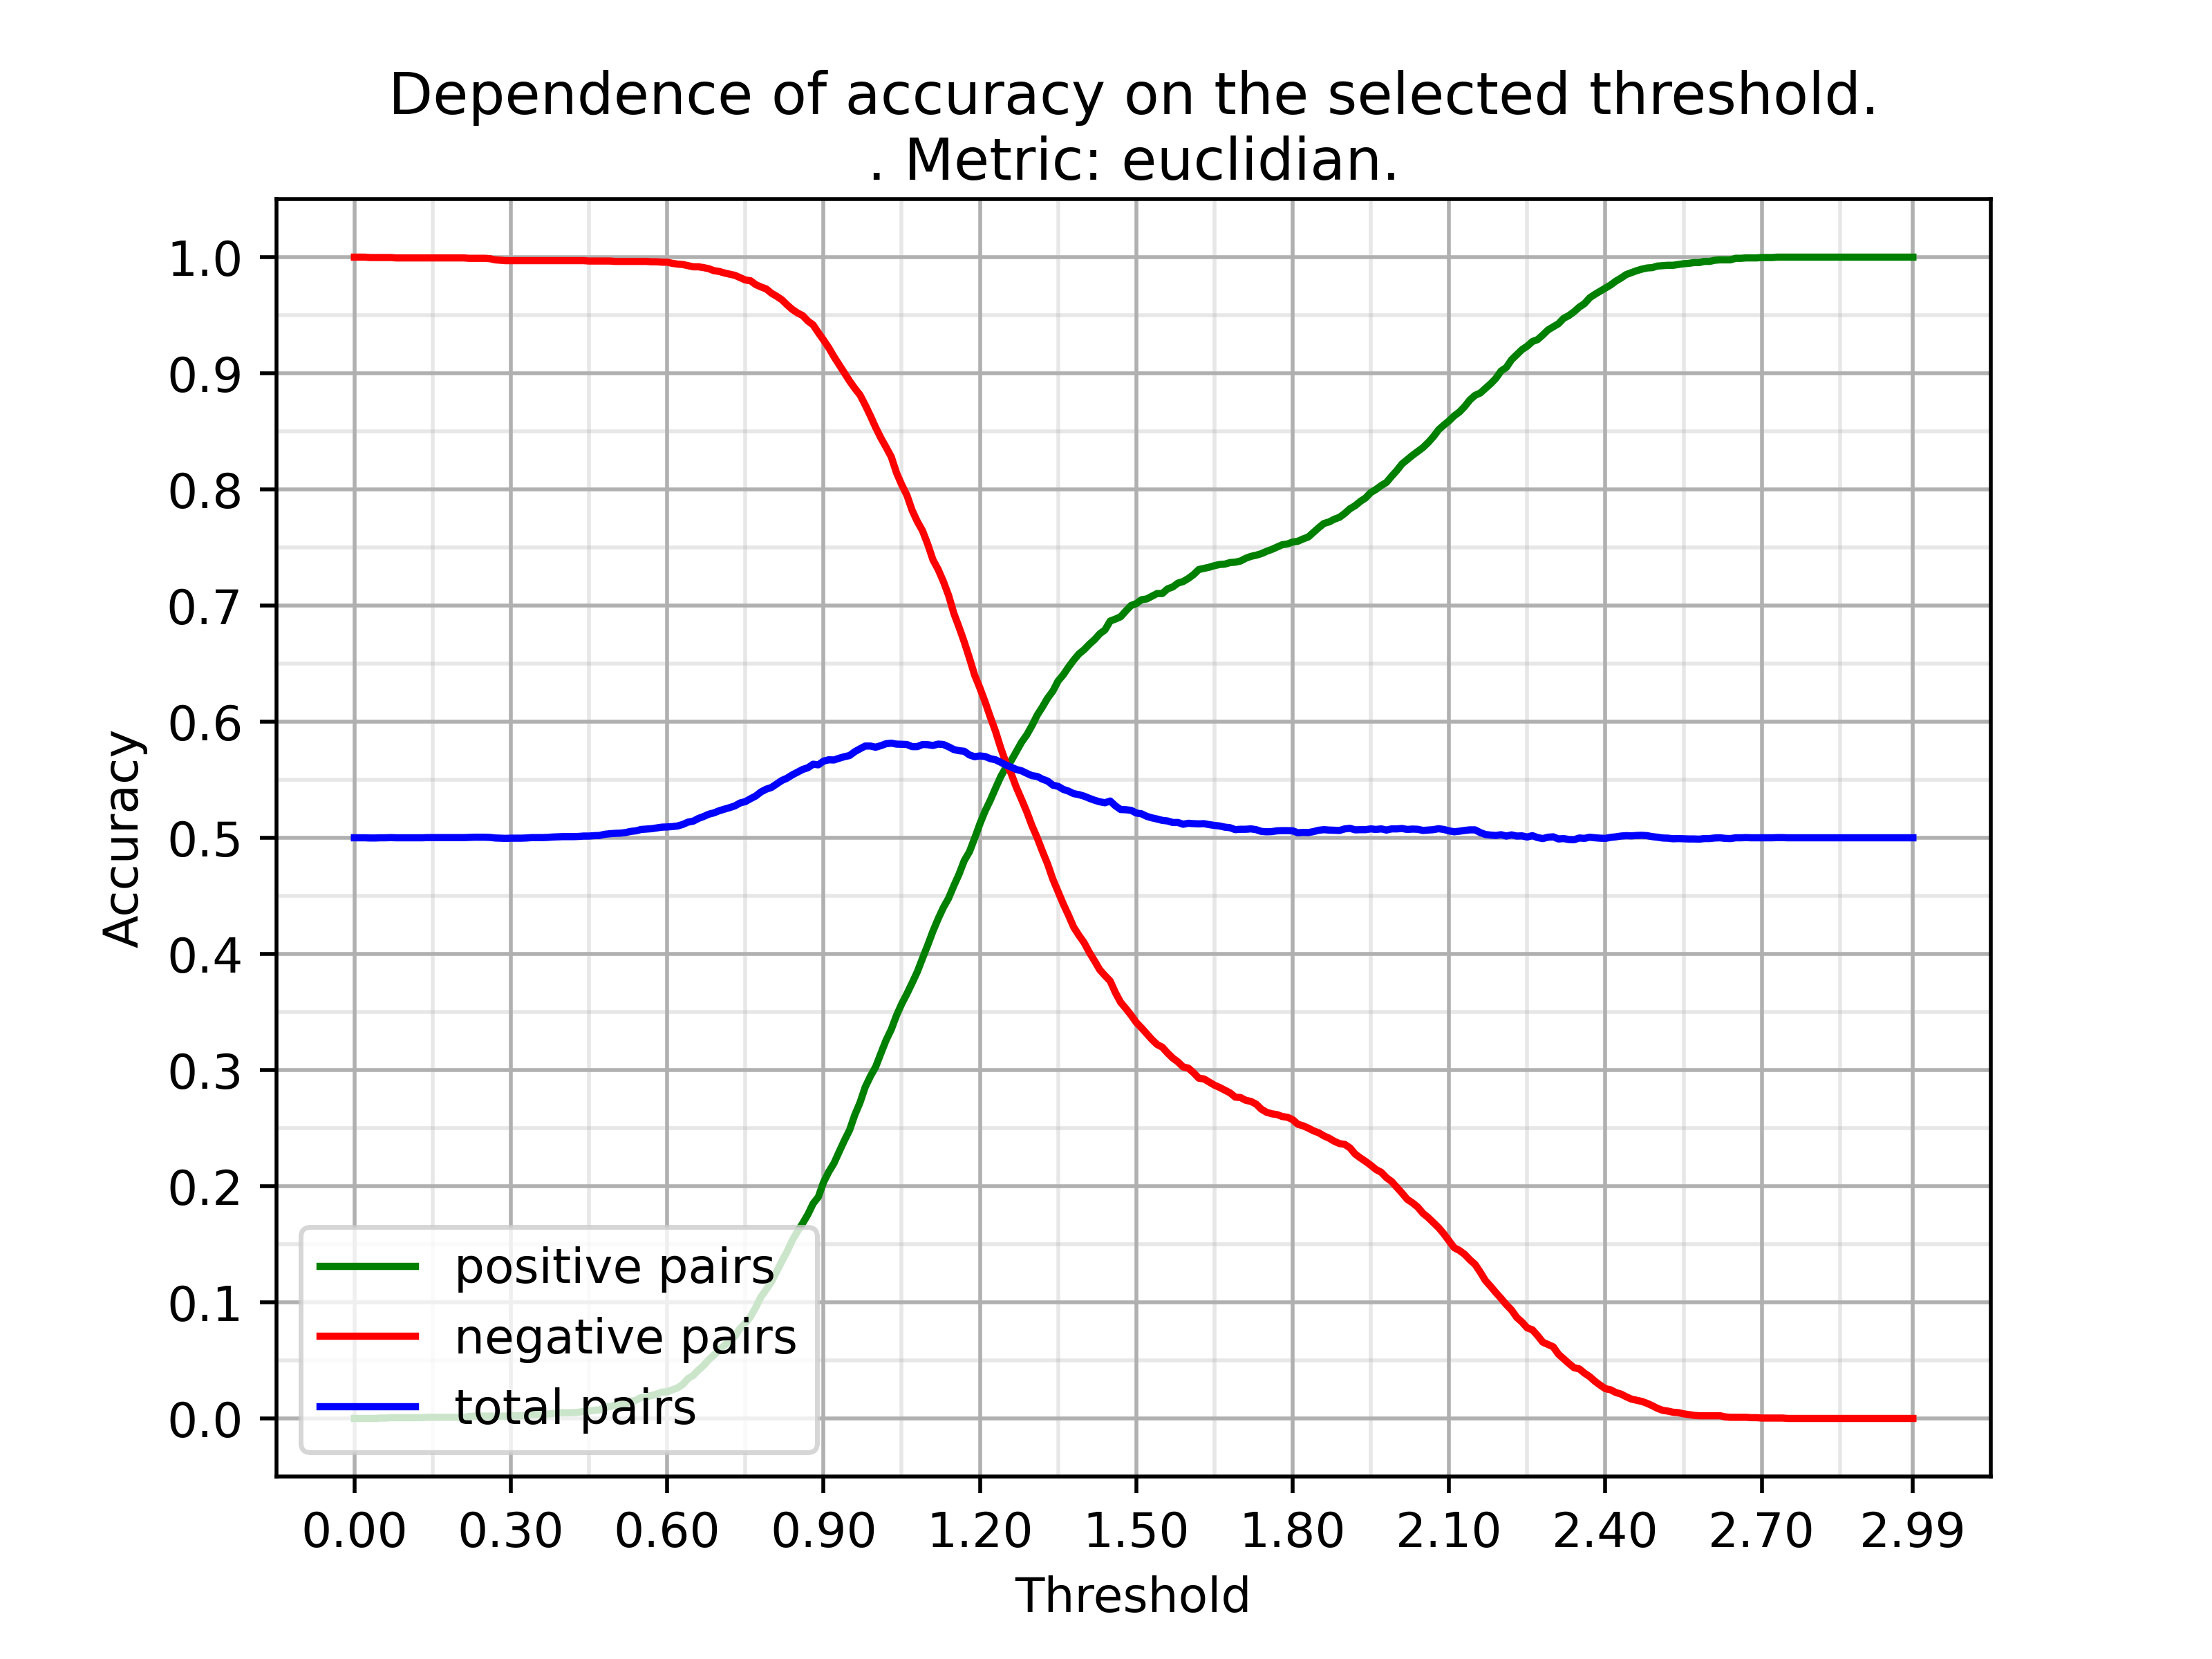 Dependence of accuracy on the selected threshold.
. Metric: euclidian.
1.0
0.9
0.8
0.7
0.6
0.5
0.4
0.3
0.2
0.1
0.0
Accuracy
positive pairs
negative pairs
total pairs
0.00 0.30 0.60 0.90 1.20 1.50 1.80 2.10 2.40 2.70 2.99
Threshold